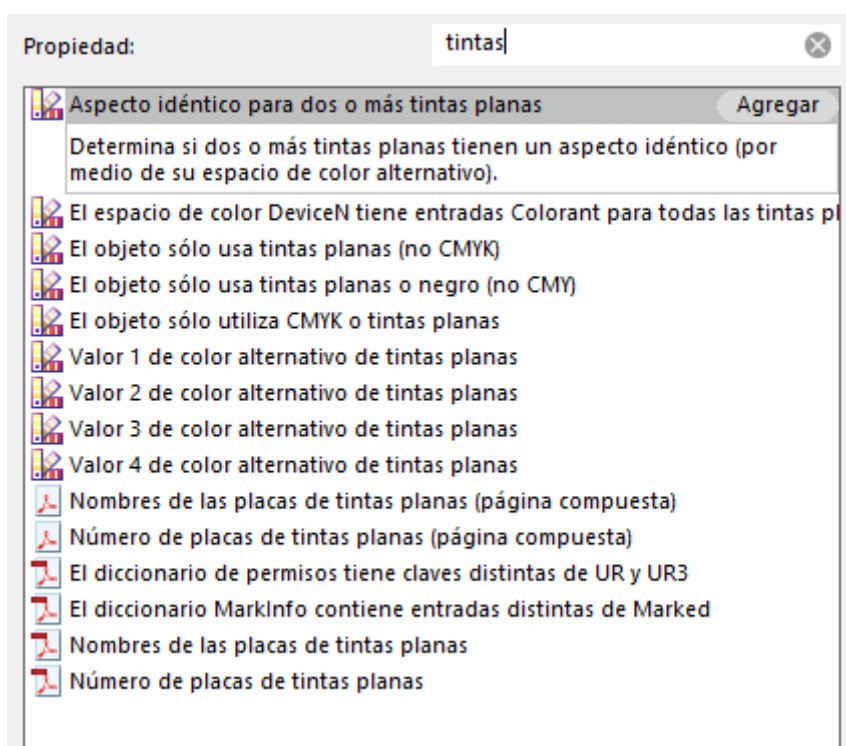 Propiedad:
tintas
Aspecto idéntico para dos o más tintas planas
Agregar
Determina si dos o más tintas planas tienen un aspecto idéntico (por
medio de su espacio de color alternativo).
El espacio de color DeviceN tiene entradas Colorant para todas las tintas pl
El objeto sólo usa tintas planas (no CMYK)
El objeto sólo usa tintas planas o negro (no CMY)
El objeto sólo utiliza CMYK o tintas planas
Valor 1 de color alternativo de tintas planas
Valor 2 de color alternativo de tintas planas
Valor 3 de color alternativo de tintas planas
Valor 4 de color alternativo de tintas planas
Nombres de las placas de tintas planas (página compuesta)
Número de placas de tintas planas (página compuesta)
El diccionario de permisos tiene claves distintas de UR y UR3
El diccionario MarkInfo contiene entradas distintas de Marked
Nombres de las placas de tintas planas
Número de placas de tintas planas